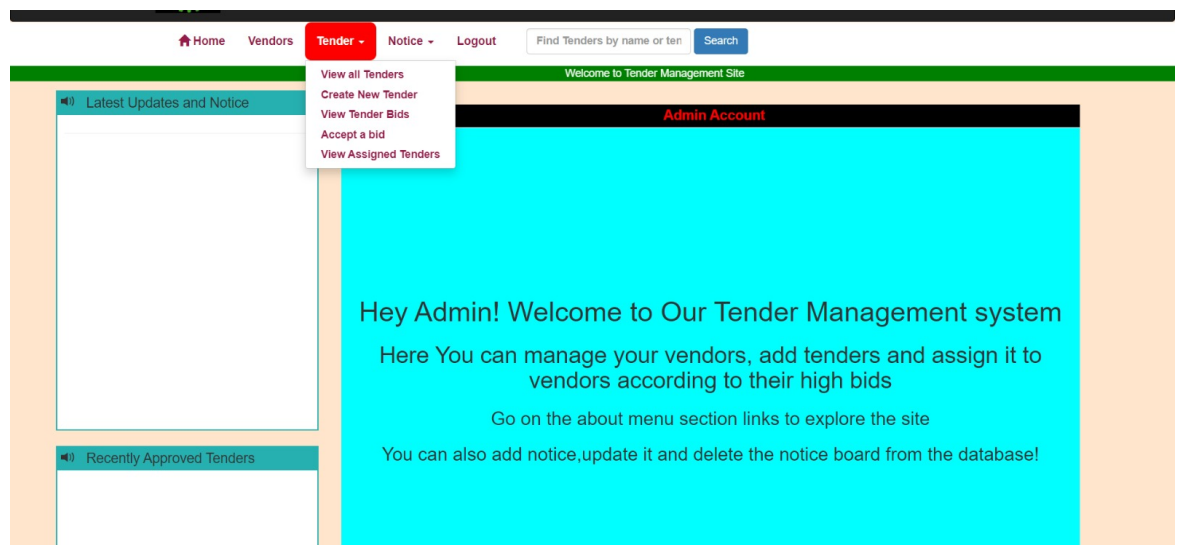 Home Vendors Tender Notice Logout Find Tenders by name or ten Search
Welcome to Tender Management Site
View all Tenders
Create New Tender
View Tender Bids
Accept a bid
View Assigned Tenders
Latest Updates and Notice
Admin Account
Hey Admin! Welcome to Our Tender Management system
Here You can manage your vendors, add tenders and assign it to
vendors according to their high bids
Go on the about menu section links to explore the site
You can also add notice,update it and delete the notice board from the database!
Recently Approved Tenders